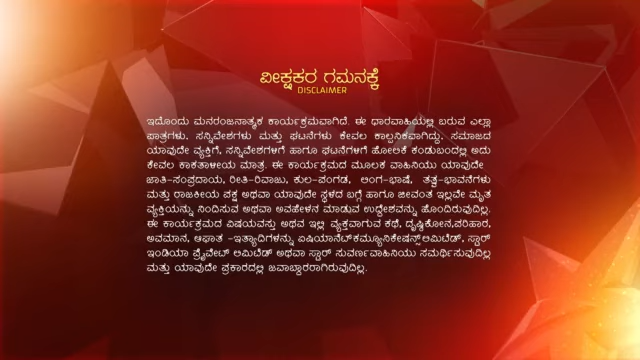 ವೀಕ್ಷಕರ ಗಮನಕ್ಕೆ
DISCLAIMER
ಇದೊಂದು ಮನರಂಜನಾತ್ಮಕ ಕಾರ್ಯಕ್ರಮವಾಗಿದೆ. ಈ ಧಾರವಾಹಿಯಲ್ಲಿ ಬರುವ ಎಲ್ಲಾ
ಪಾತ್ರಗಳು, ಸನ್ನಿವೇಶಗಳು ಮತ್ತು ಘಟನೆಗಳು ಕೇವಲ ಕಾಲ್ಪನಿಕವಾಗಿದ್ದು, ಸಮಾಜದ
ಯಾವುದೇ ವ್ಯಕ್ತಿಗೆ, ಸನ್ನಿವೇಶಗಳಿಗೆ ಹಾಗೂ ಘಟನೆಗಳಿಗೆ ಹೋಲಿಕೆ ಕಂಡುಬಂದಲ್ಲಿ ಅದು
ಕೇವಲ ಕಾಕತಾಳೀಯ ಮಾತ್ರ. ಈ ಕಾರ್ಯಕ್ರಮದ ಮೂಲಕ ವಾಹಿನಿಯು ಯಾವುದೇ
ಜಾತಿ-ಸಂಪ್ರದಾಯ, ರೀತಿ-ರಿವಾಜು, ಕುಲ-ಪಂಗಡ, ಲಿಂಗ-ಭಾಷೆ, ತತ್ವ-ಭಾವನೆಗಳು
ಮತ್ತು ರಾಜಕೀಯ ಪಕ್ಷ ಅಥವಾ ಯಾವುದೇ ಸ್ಥಳದ ಬಗ್ಗೆ ಹಾಗೂ ಜೀವಂತ ಇಲ್ಲವೇ ಮೃತ
ವ್ಯಕ್ತಿಯನ್ನು ನಿಂದಿಸುವ ಅಥವಾ ಅವಹೇಳನ ಮಾಡುವ ಉದ್ದೇಶವನ್ನು ಹೊಂದಿರುವುದಿಲ್ಲ.
ಈ ಕಾರ್ಯಕ್ರಮದ ವಿಷಯವಸ್ತು ಅಥವ ಇಲ್ಲಿ ವ್ಯಕ್ತವಾಗುವ ಕಥೆ, ದೃಷ್ಟಿಕೋನ,ಪರಿಹಾರ,
ಅವಮಾನ, ಆಘಾತ -ಇತ್ಯಾದಿಗಳನ್ನು ಏಷಿಯಾನೆಟ್‌ಕಮ್ಯೂನಿಕೇಷನ್ಸ್ ಲಿಮಿಟೆಡ್, ಸ್ಟಾರ್
ಇಂಡಿಯಾ ಪ್ರೈವೇಟ್ ಲಿಮಿಟೆಡ್ ಅಥವಾ ಸ್ಟಾರ್ ಸುವರ್ಣವಾಹಿನಿಯು ಸಮರ್ಥಿಸುವುದಿಲ್ಲ
ಮತ್ತು ಯಾವುದೇ ಪ್ರಕಾರದಲ್ಲಿ ಜವಾಬ್ದಾರರಾಗಿರುವುದಿಲ್ಲ.